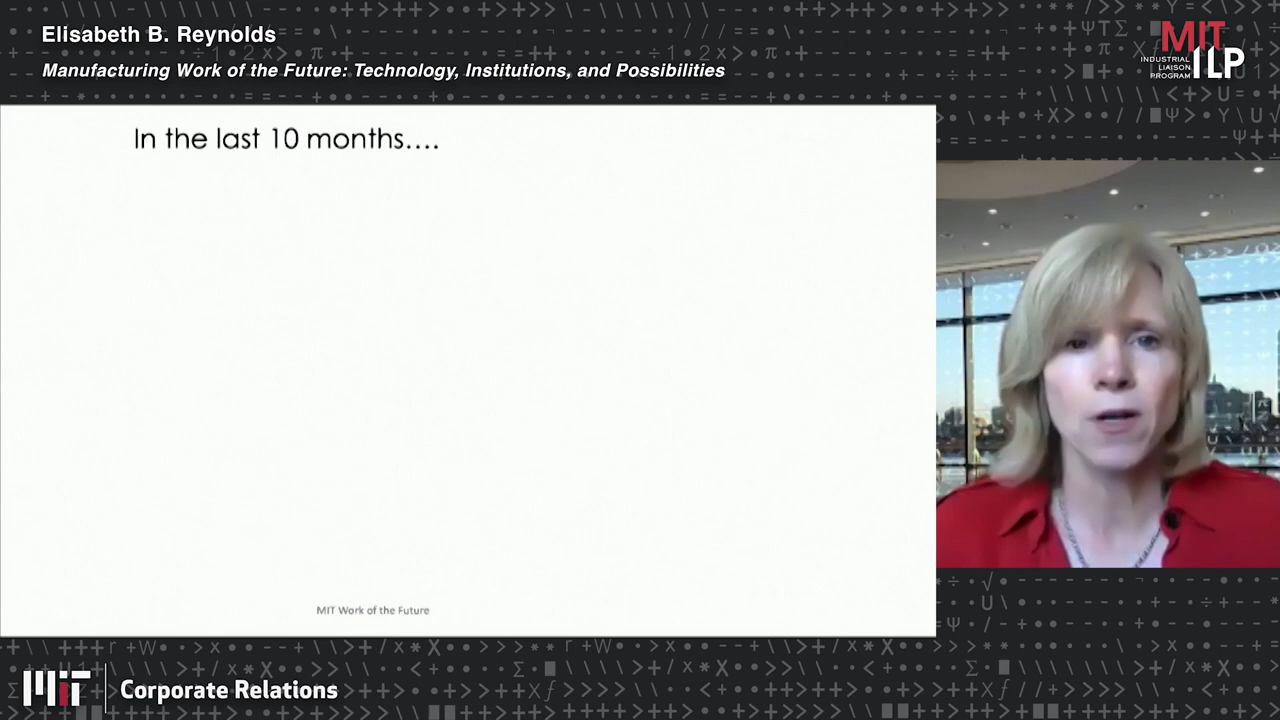 Elisabeth B. Reynolds
Manufacturing Work of the Future: Technology, Institutions, and Possibilities
MIT
ILP
INDUSTRIAL
LIAISON
PROGRAM
In the last 10 months....
MIT Work of the Future
MIT
Corporate Relations